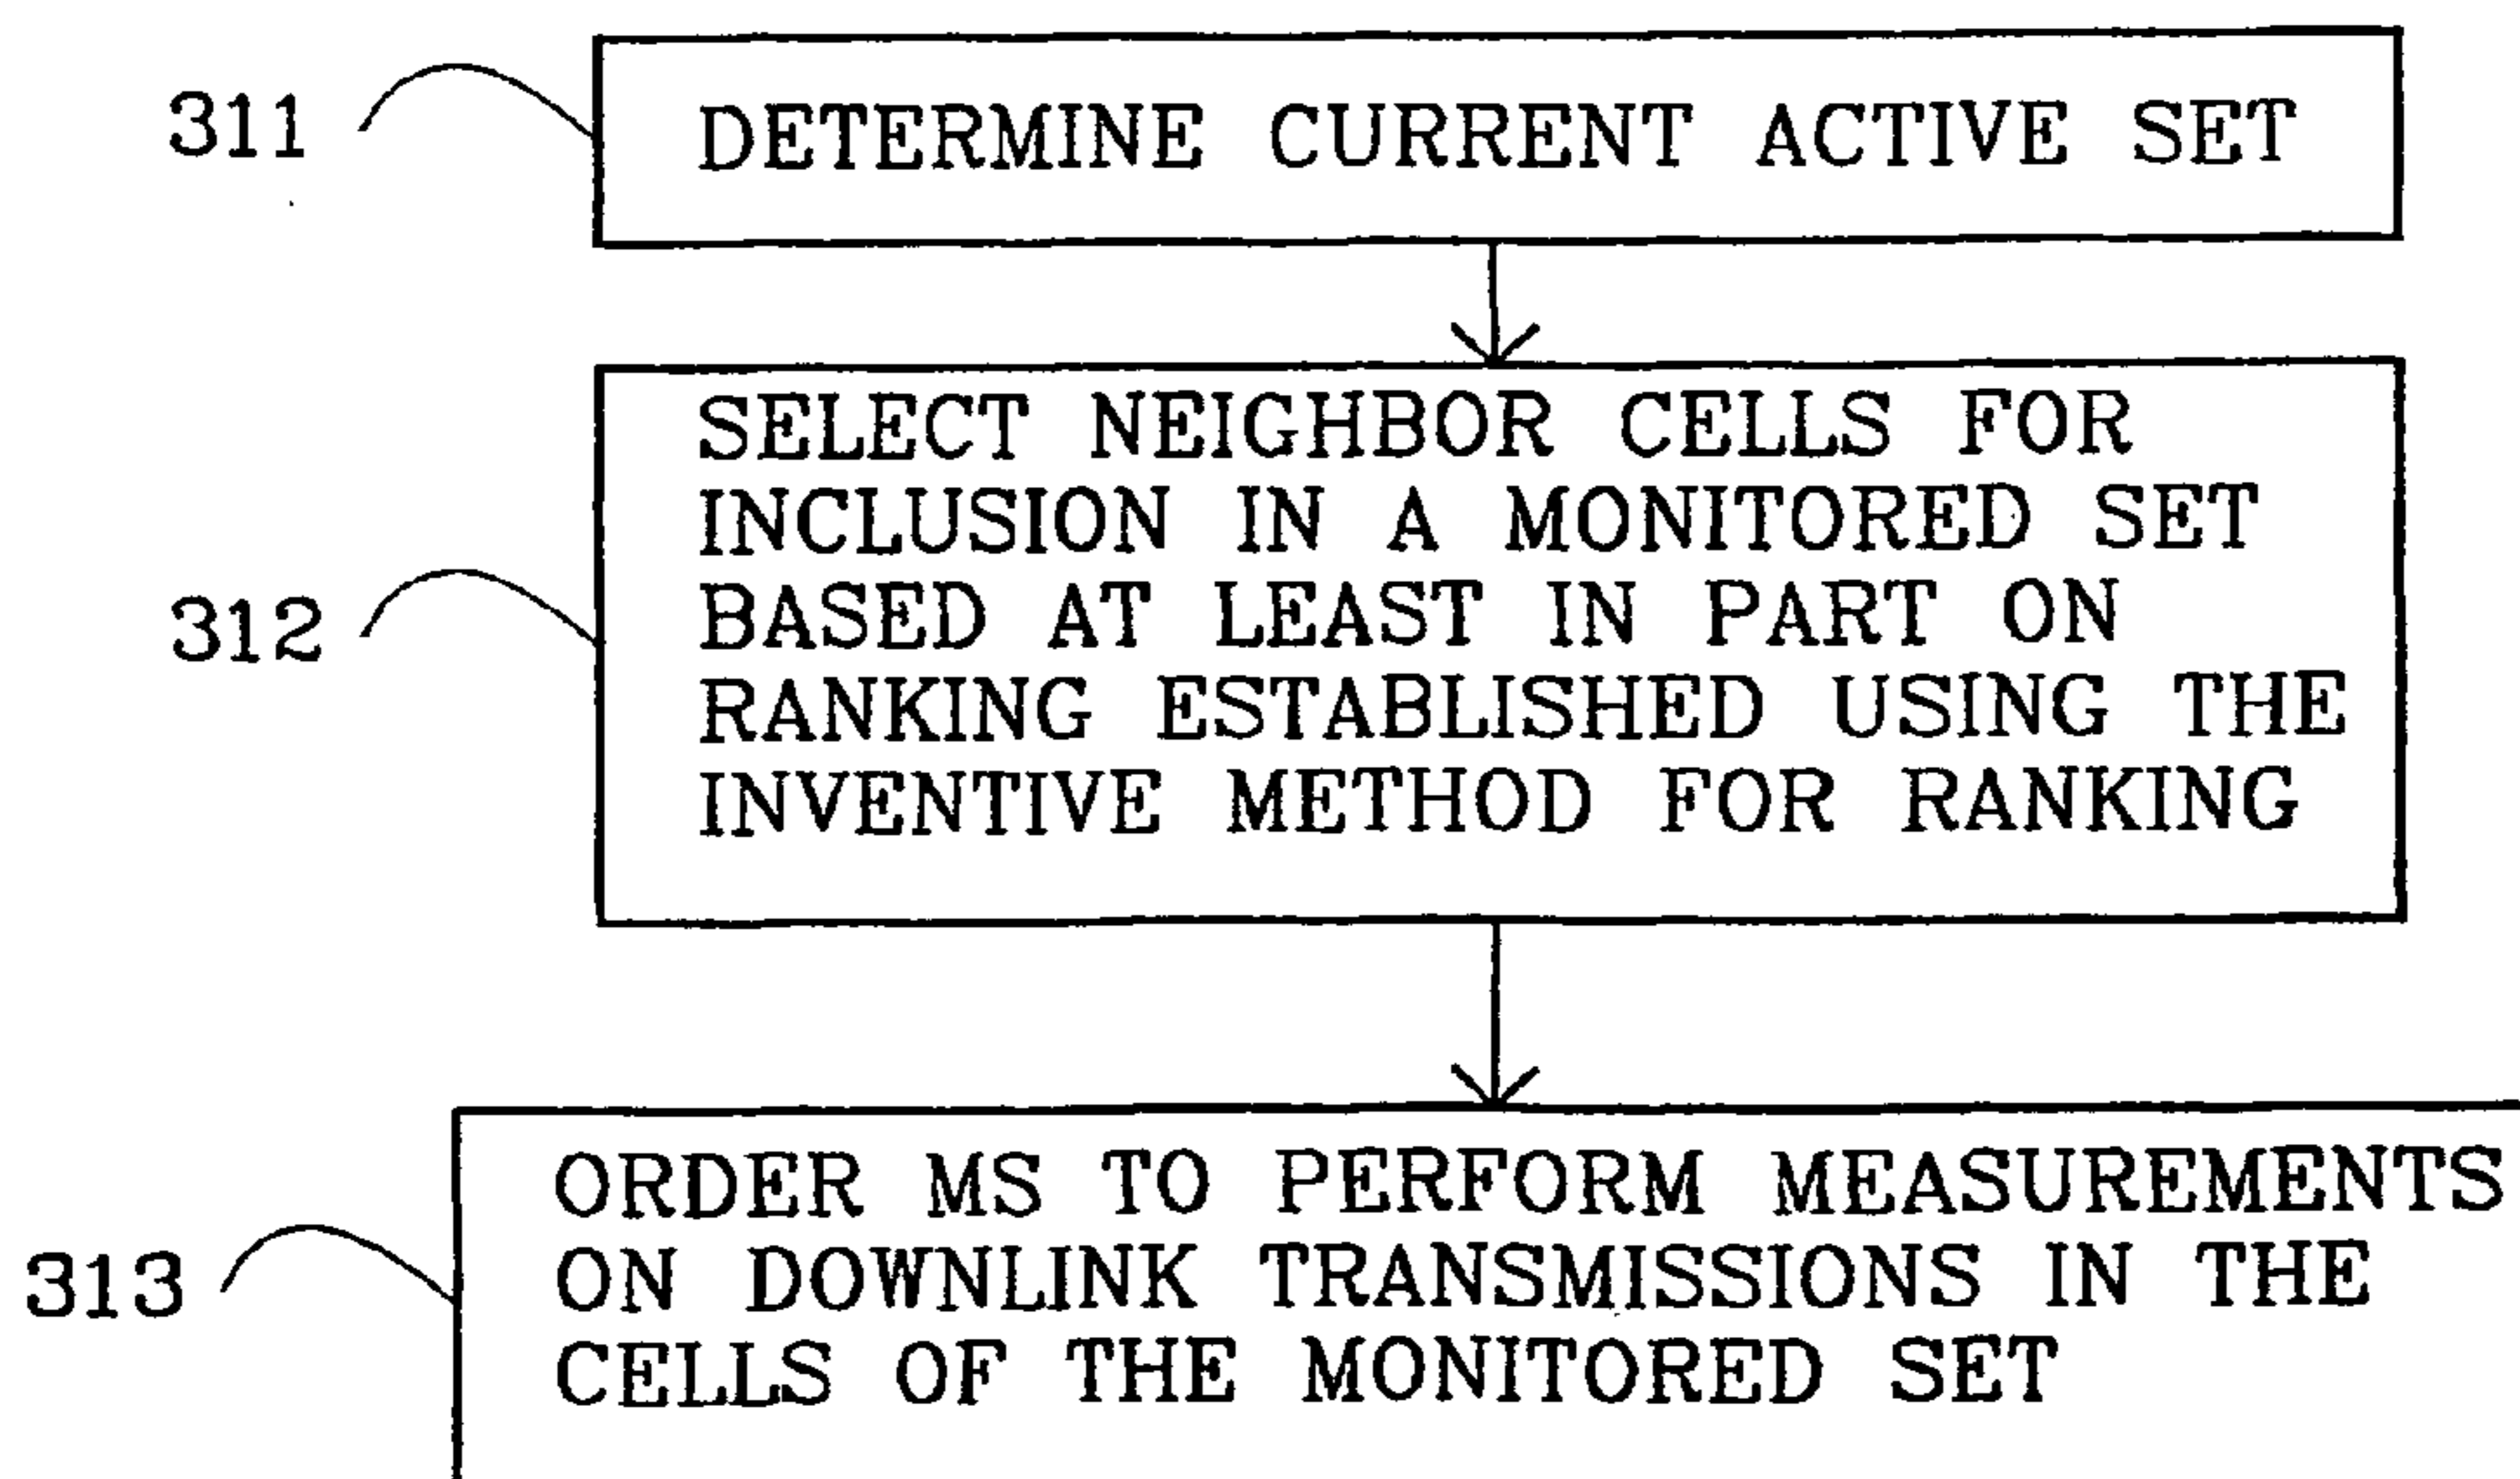 311
DETERMINE CURRENT ACTIVE SET
312
SELECT NEIGHBOR CELLS FOR
INCLUSION IN A MONITORED SET
BASED AT LEAST IN PART ON
RANKING ESTABLISHED USING THE
INVENTIVE METHOD FOR RANKING
313
ORDER MS TO PERFORM MEASUREMENTS
ON DOWNLINK TRANSMISSIONS IN THE
CELLS OF THE MONITORED SET